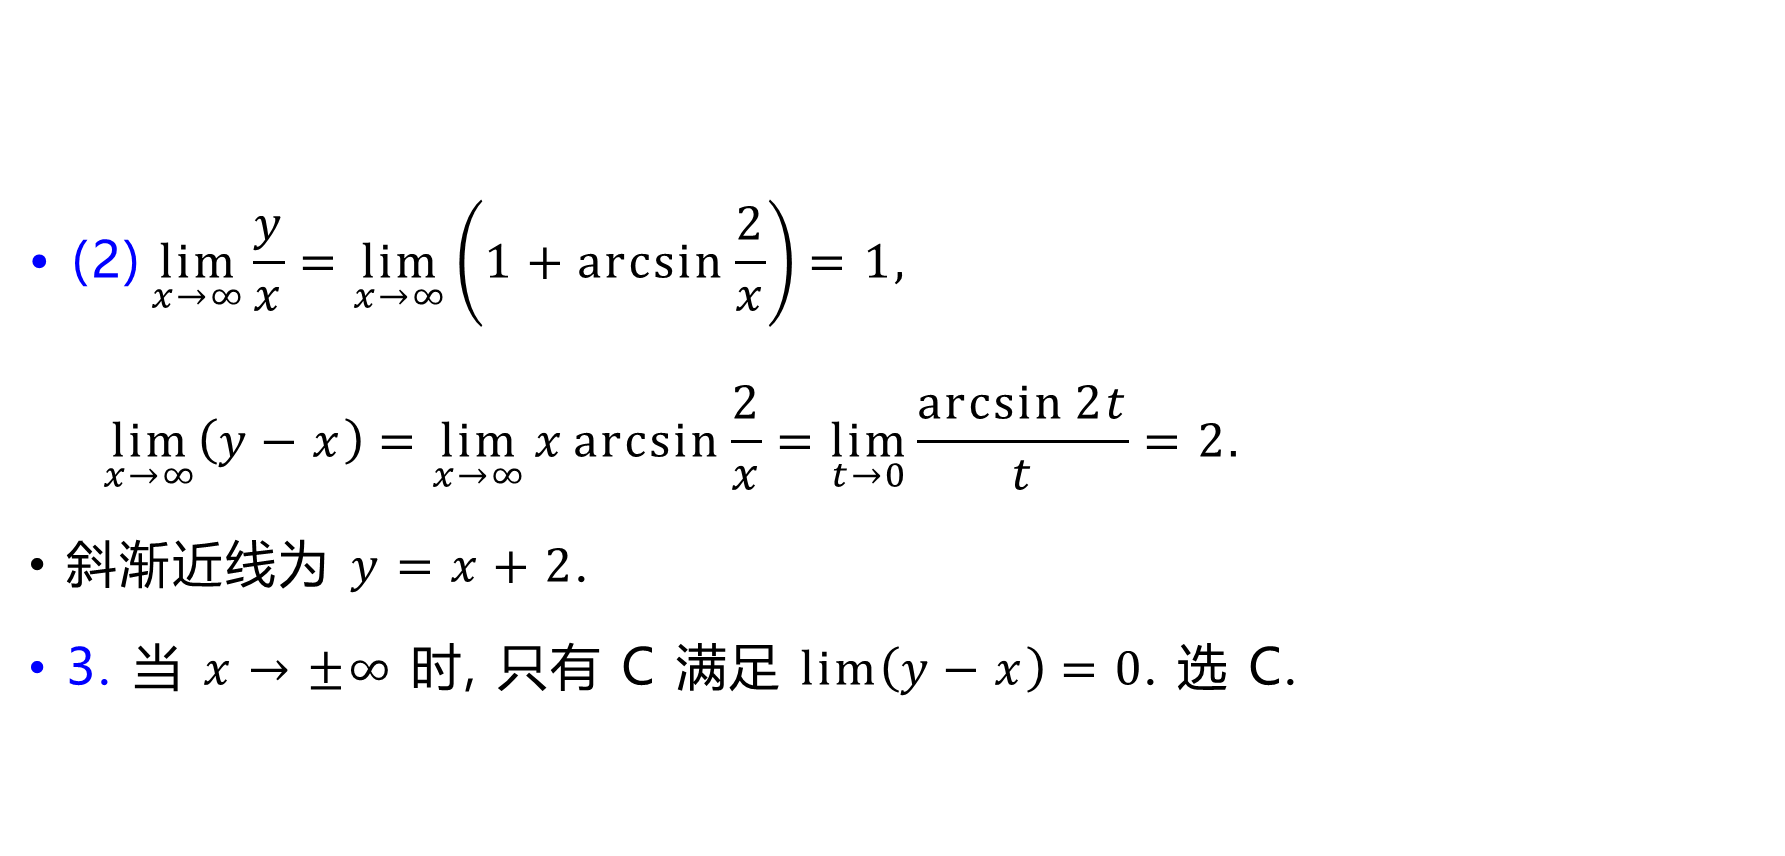 • (2) lim_{x→∞} y/x = lim_{x→∞} (1 + arcsin 2/x) = 1,
lim_{x→∞} (y − x) = lim_{x→∞} x arcsin 2/x = lim_{t→0} arcsin 2t / t = 2.
• 斜渐近线为 y = x + 2.
• 3. 当 x → ±∞ 时, 只有 C 满足 lim(y − x) = 0. 选 C.